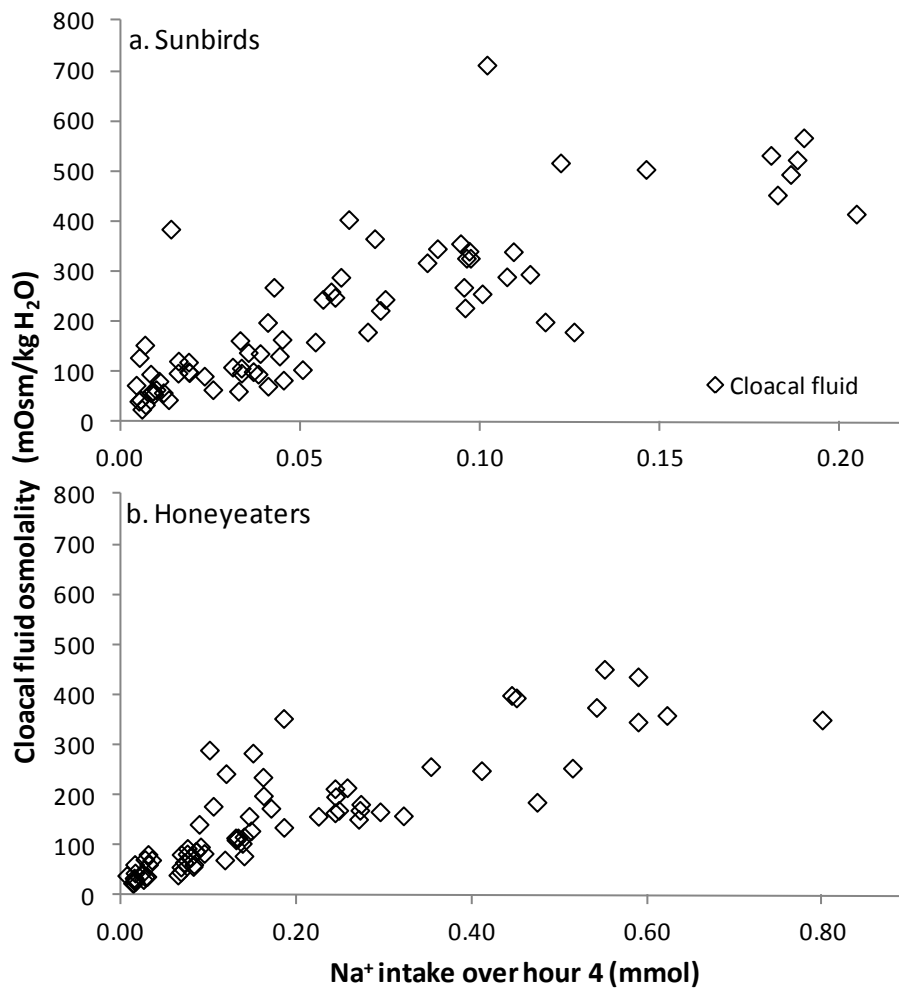 800
700
600
500
400
300
200
100
0
a. Sunbirds
Cloacal fluid
0.00 0.05 0.10 0.15 0.20
Cloacal fluid osmolality (mOsm/kg H₂O)
800
700
600
500
400
300
200
100
0
b. Honeyeaters
0.00 0.20 0.40 0.60 0.80
Na⁺ intake over hour 4 (mmol)